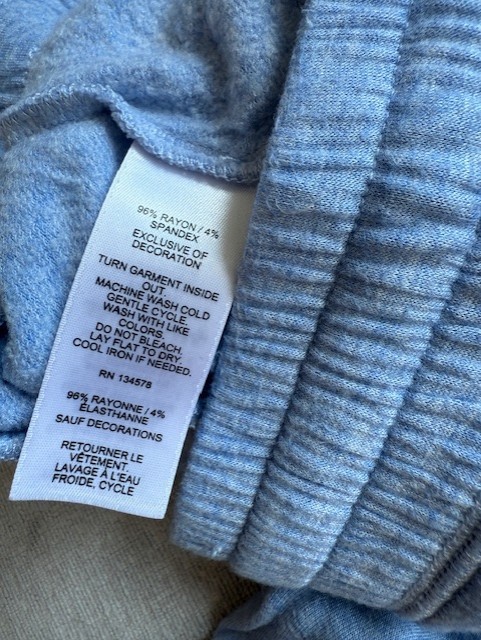 96% RAYON / 4%
SPANDEX
EXCLUSIVE OF
DECORATION
TURN GARMENT INSIDE
OUT.
MACHINE WASH COLD
GENTLE CYCLE
WASH WITH LIKE
COLORS
DO NOT BLEACH.
LAY FLAT TO DRY
COOL IRON IF NEEDED.
RN 134578
96% RAYONNE / 4%
ÉLASTHANNE
SAUF DECORATIONS
RETOURNER LE
VÊTEMENT.
LAVAGE À L'EAU
FROIDE, CYCLE